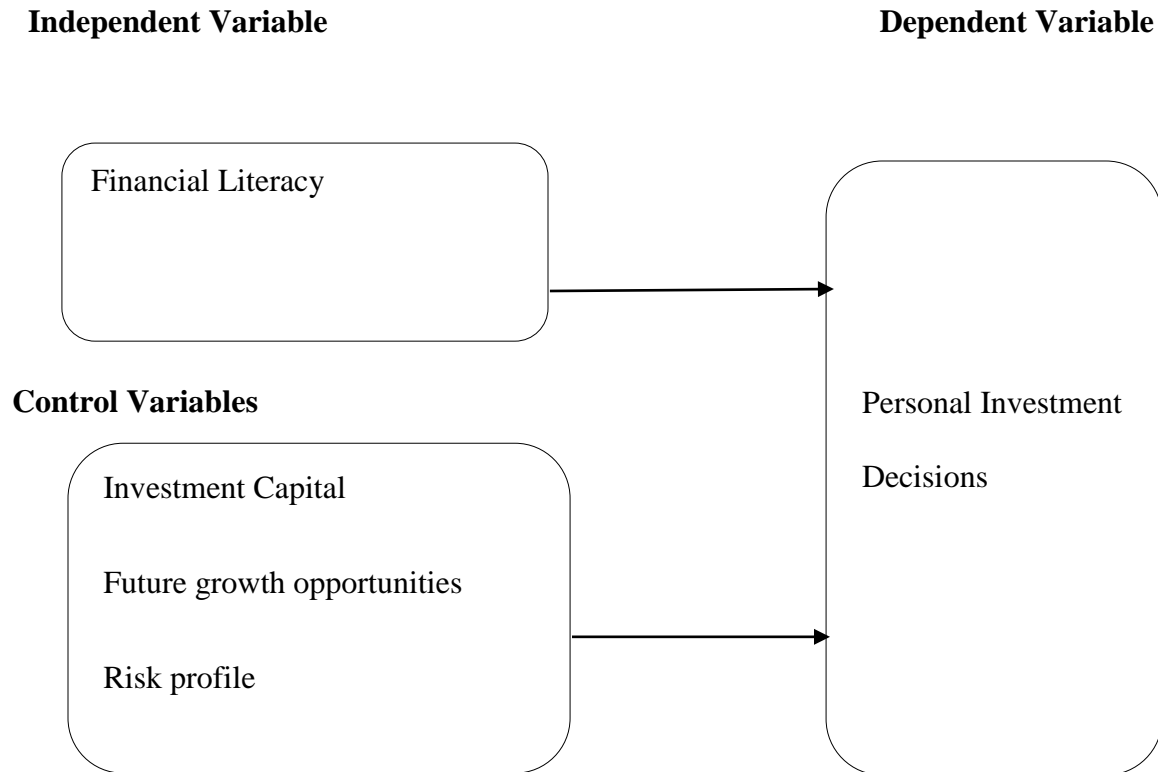 Independent Variable
Dependent Variable
Financial Literacy
Control Variables
Investment Capital
Future growth opportunities
Risk profile
Personal Investment
Decisions